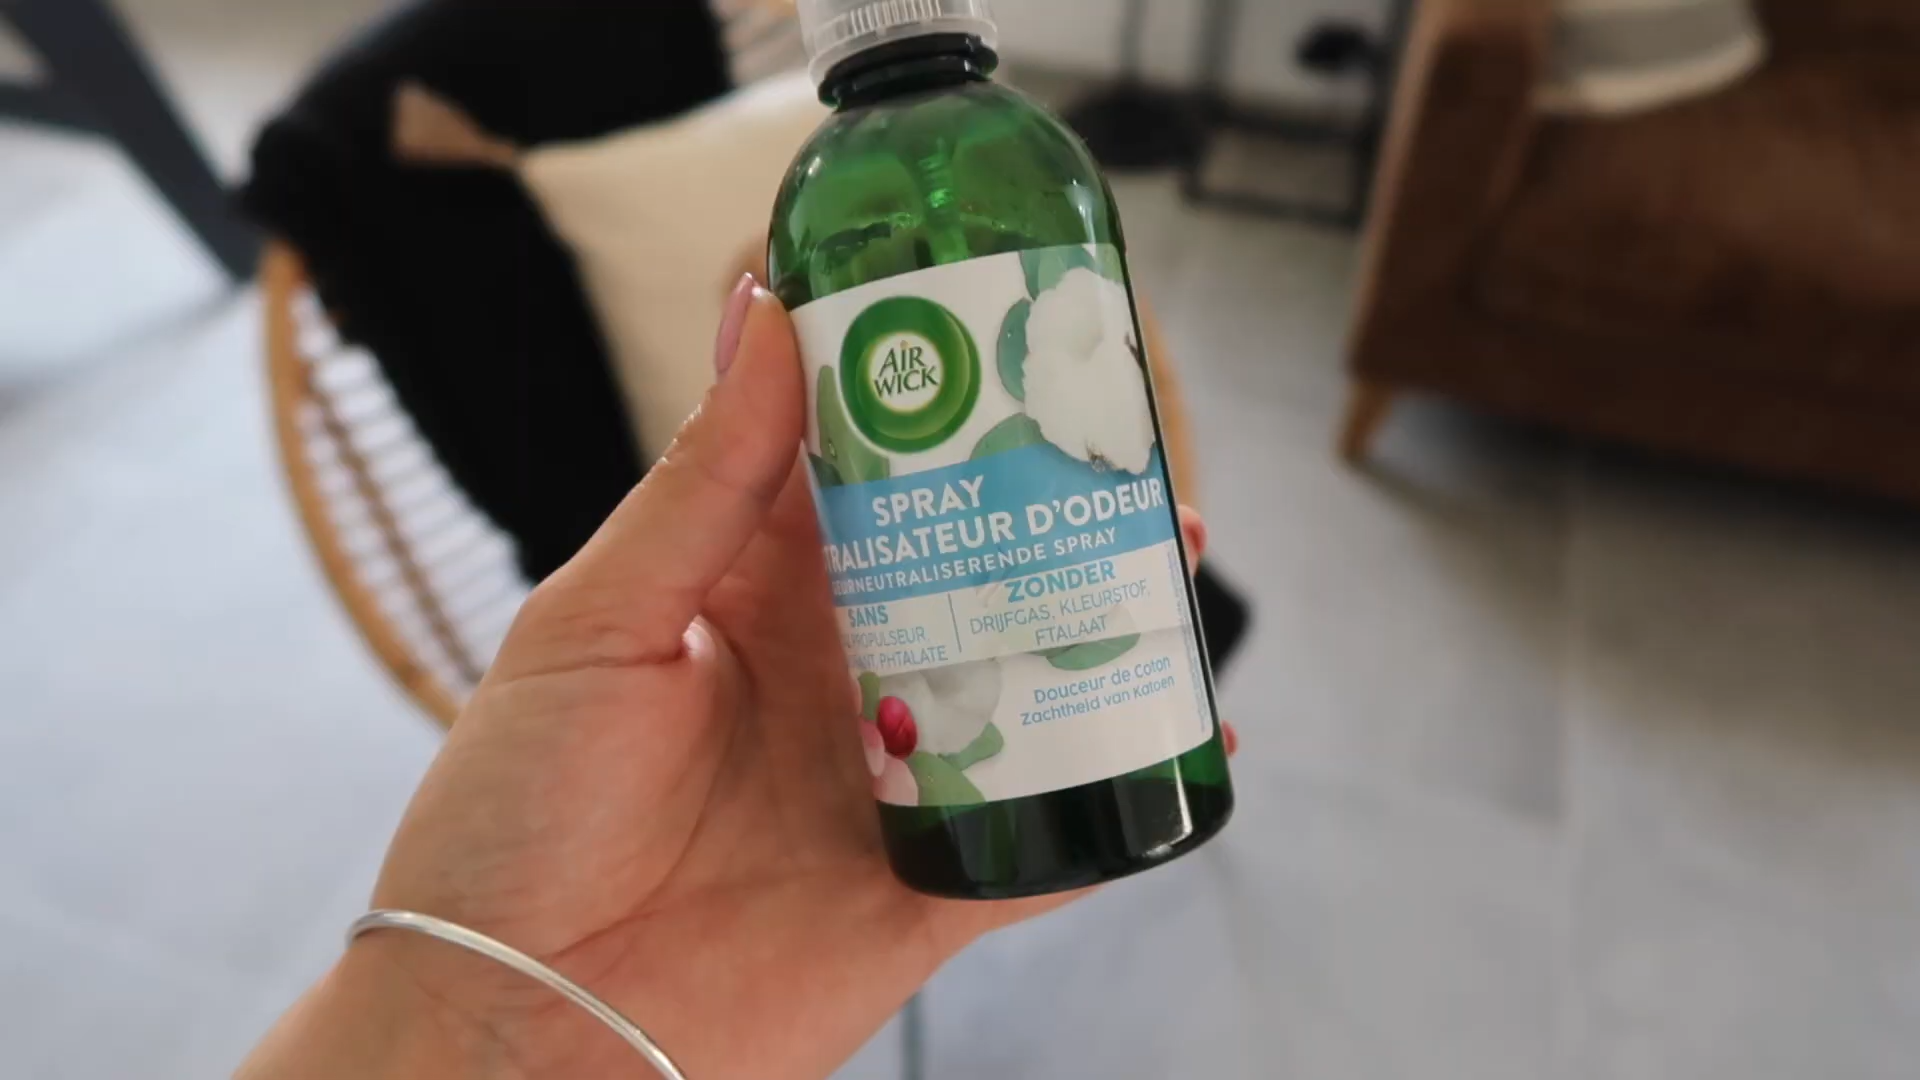 AIR
WICK
SPRAY
TRALISATEUR D'ODEUR
EURNEUTRALISERENDE SPRAY
SANS
PROPULSEUR,
PHTALATE
ZONDER
DRIJFGAS, KLEURSTOF,
FTALAAT
Douceur de Coton
Zachtheid van Katoen